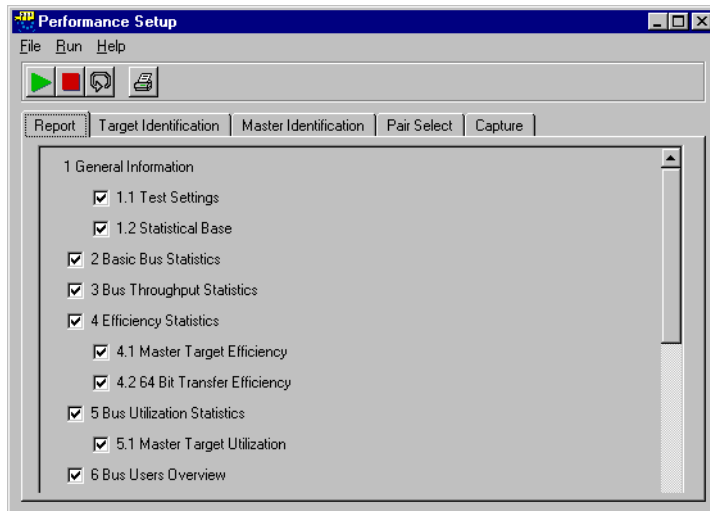 Performance Setup
File Run Help
Report Target Identification Master Identification Pair Select Capture
1 General Information
1.1 Test Settings
1.2 Statistical Base
2 Basic Bus Statistics
3 Bus Throughput Statistics
4 Efficiency Statistics
4.1 Master Target Efficiency
4.2 64 Bit Transfer Efficiency
5 Bus Utilization Statistics
5.1 Master Target Utilization
6 Bus Users Overview